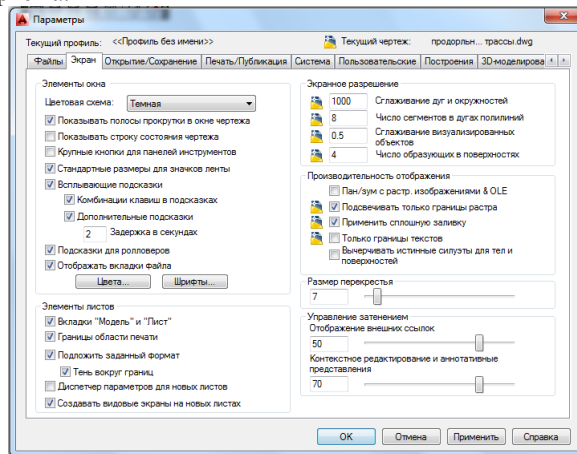 Параметры
Текущий профиль: <<Профиль без имени>> Текущий чертеж: продорльн... трассы.dwg
Файлы Экран Открытие/Сохранение Печать/Публикация Система Пользовательские Построения 3D-моделирова
Элементы окна
Цветовая схема: Темная
Показывать полосы прокрутки в окне чертежа
Показывать строку состояния чертежа
Крупные кнопки для панелей инструментов
Стандартные размеры для значков ленты
Всплывающие подсказки
Комбинации клавиш в подсказках
Дополнительные подсказки
2 Задержка в секундах
Подсказки для ролловеров
Отображать вкладки файла
Цвета... Шрифты...
Элементы листов
Вкладки "Модель" и "Лист"
Границы области печати
Подложить заданный формат
Тень вокруг границ
Диспетчер параметров для новых листов
Создавать видовые экраны на новых листах
Экранное разрешение
1000 Сглаживание дуг и окружностей
8 Число сегментов в дугах полилиний
0.5 Сглаживание визуализированных
объектов
4 Число образующих в поверхностях
Производительность отображения
Пан/зум с растр. изображениями & OLE
Подсвечивать только границы растра
Применить сплошную заливку
Только границы текстов
Вычерчивать истинные силуэты для тел и
поверхностей
Размер перекрестья
7
Управление затенением
Отображение внешних ссылок
50
Контекстное редактирование и аннотативные
представления
70
OK Отмена Применить Справка